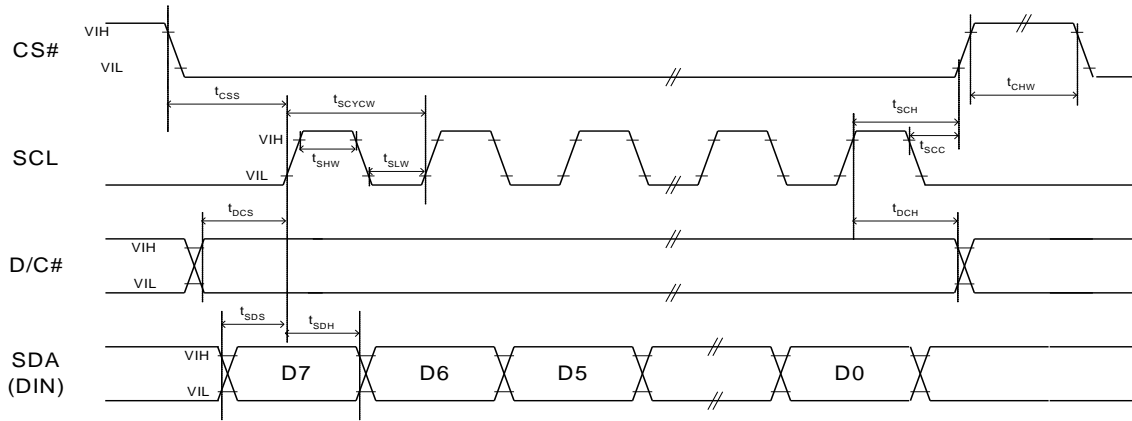 CS#
VIH
VIL
tCSS
tSCYCW
tSCH
tCHW
tSCC
SCL
VIH
VIL
tSHW
tSLW
tDCS
tDCH
D/C#
VIH
VIL
tSDS
tSDH
SDA
(DIN)
VIH
VIL
D7
D6
D5
D0